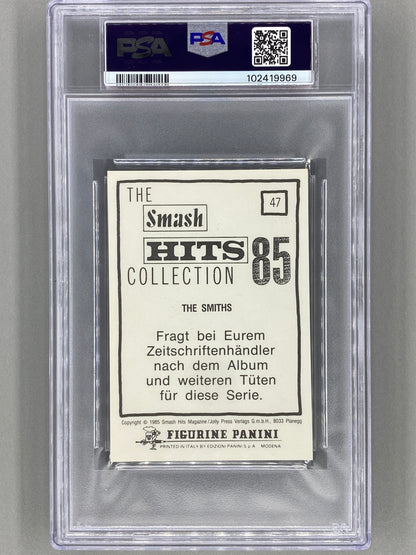 PSA PSA
102419969
THE
Smash 47
HITS 85
COLLECTION
THE SMITHS
Fragt bei Eurem
Zeitschriftenhändler
nach dem Album
und weiteren Tüten
für diese Serie.
Copyright © 1985 Smash Hits Magazine/Jolly Press Verlags G.m.b.H., 8033 Planegg
FIGURINE PANINI
PRINTED IN ITALY BY EDIZIONI PANINI S.p.A. MODENA